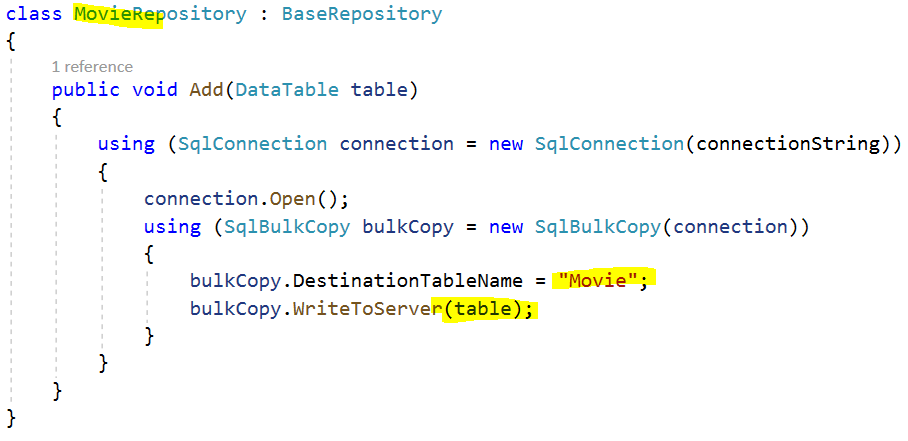 class MovieRepository : BaseRepository
{
1 reference
public void Add(DataTable table)
{
using (SqlConnection connection = new SqlConnection(connectionString))
{
connection.Open();
using (SqlBulkCopy bulkCopy = new SqlBulkCopy(connection))
{
bulkCopy.DestinationTableName = "Movie";
bulkCopy.WriteToServer(table);
}
}
}
}